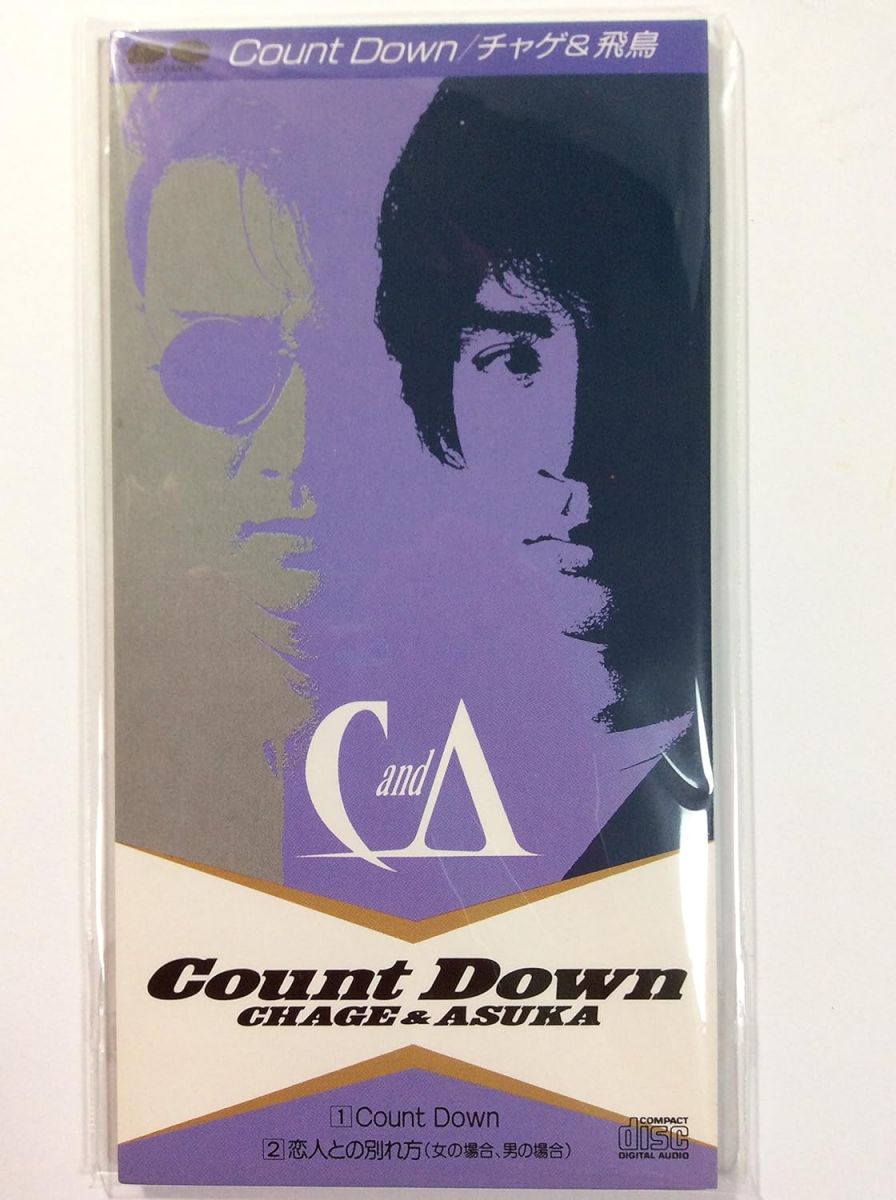 Count Down/チャゲ&飛鳥
C and A
Count Down
CHAGE & ASUKA
1 Count Down
2 恋人との別れ方(女の場合、男の場合)
COMPACT
disc
DIGITAL AUDIO